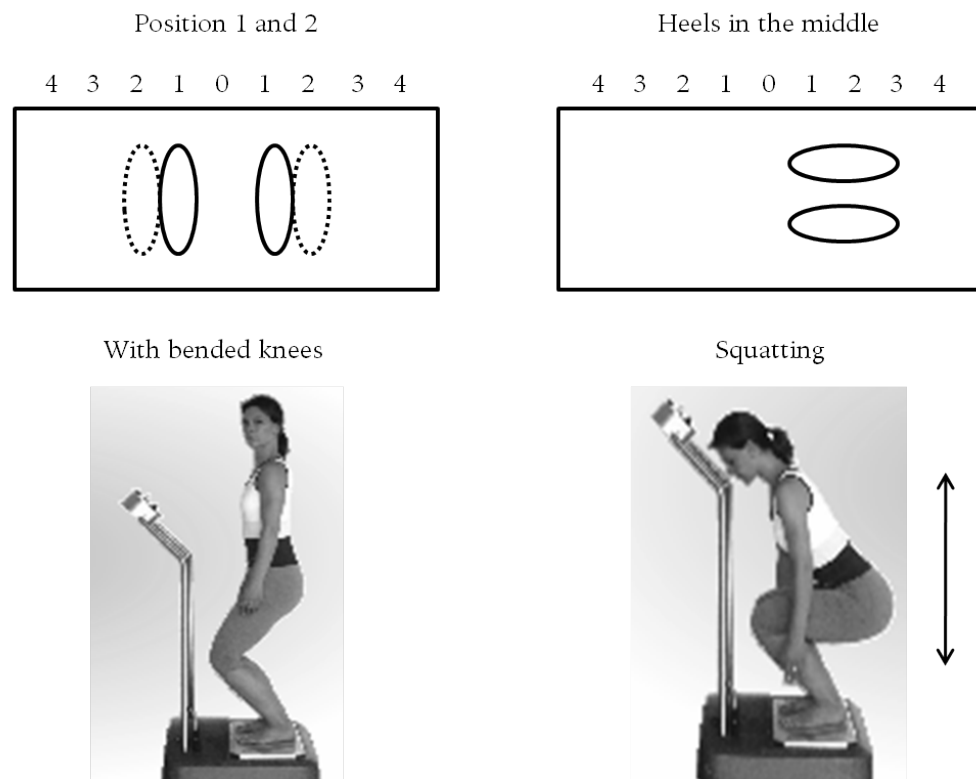 Position 1 and 2
Heels in the middle
4 3 2 1 0 1 2 3 4
4 3 2 1 0 1 2 3 4
With bended knees
Squatting